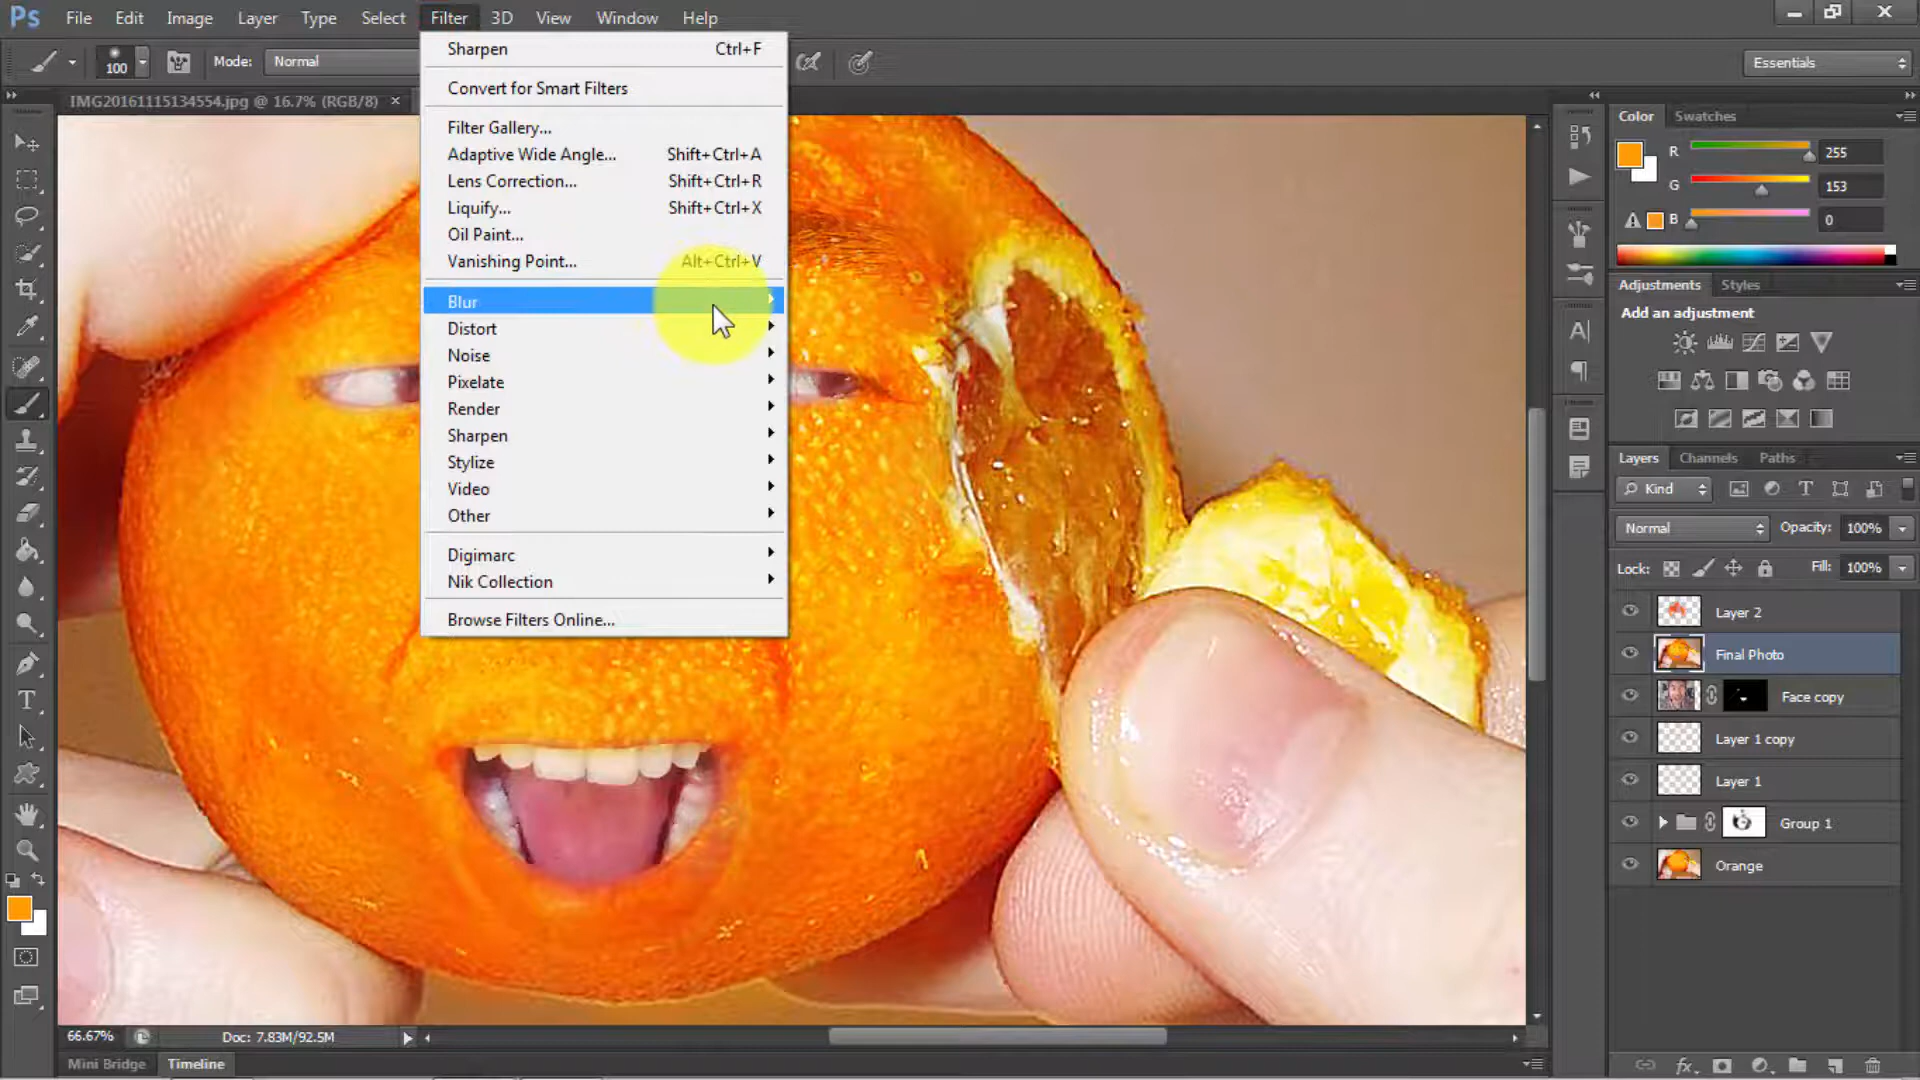 Ps File Edit Image Layer Type Select Filter 3D View Window Help
100 Mode: Normal Essentials
IMG20161115134554.jpg @ 16.7% (RGB/8)
Sharpen Ctrl+F
Convert for Smart Filters
Filter Gallery...
Adaptive Wide Angle... Shift+Ctrl+A
Lens Correction... Shift+Ctrl+R
Liquify... Shift+Ctrl+X
Oil Paint...
Vanishing Point... Alt+Ctrl+V
Blur
Distort
Noise
Pixelate
Render
Sharpen
Stylize
Video
Other
Digimarc
Nik Collection
Browse Filters Online...
Color Swatches
R 255
G 153
B 0
Adjustments Styles
Add an adjustment
Layers Channels Paths
Kind
Normal Opacity: 100%
Lock: Fill: 100%
Layer 2
Final Photo
Face copy
Layer 1 copy
Layer 1
Group 1
Orange
66.67% Doc: 7.83M/92.5M
Mini Bridge Timeline